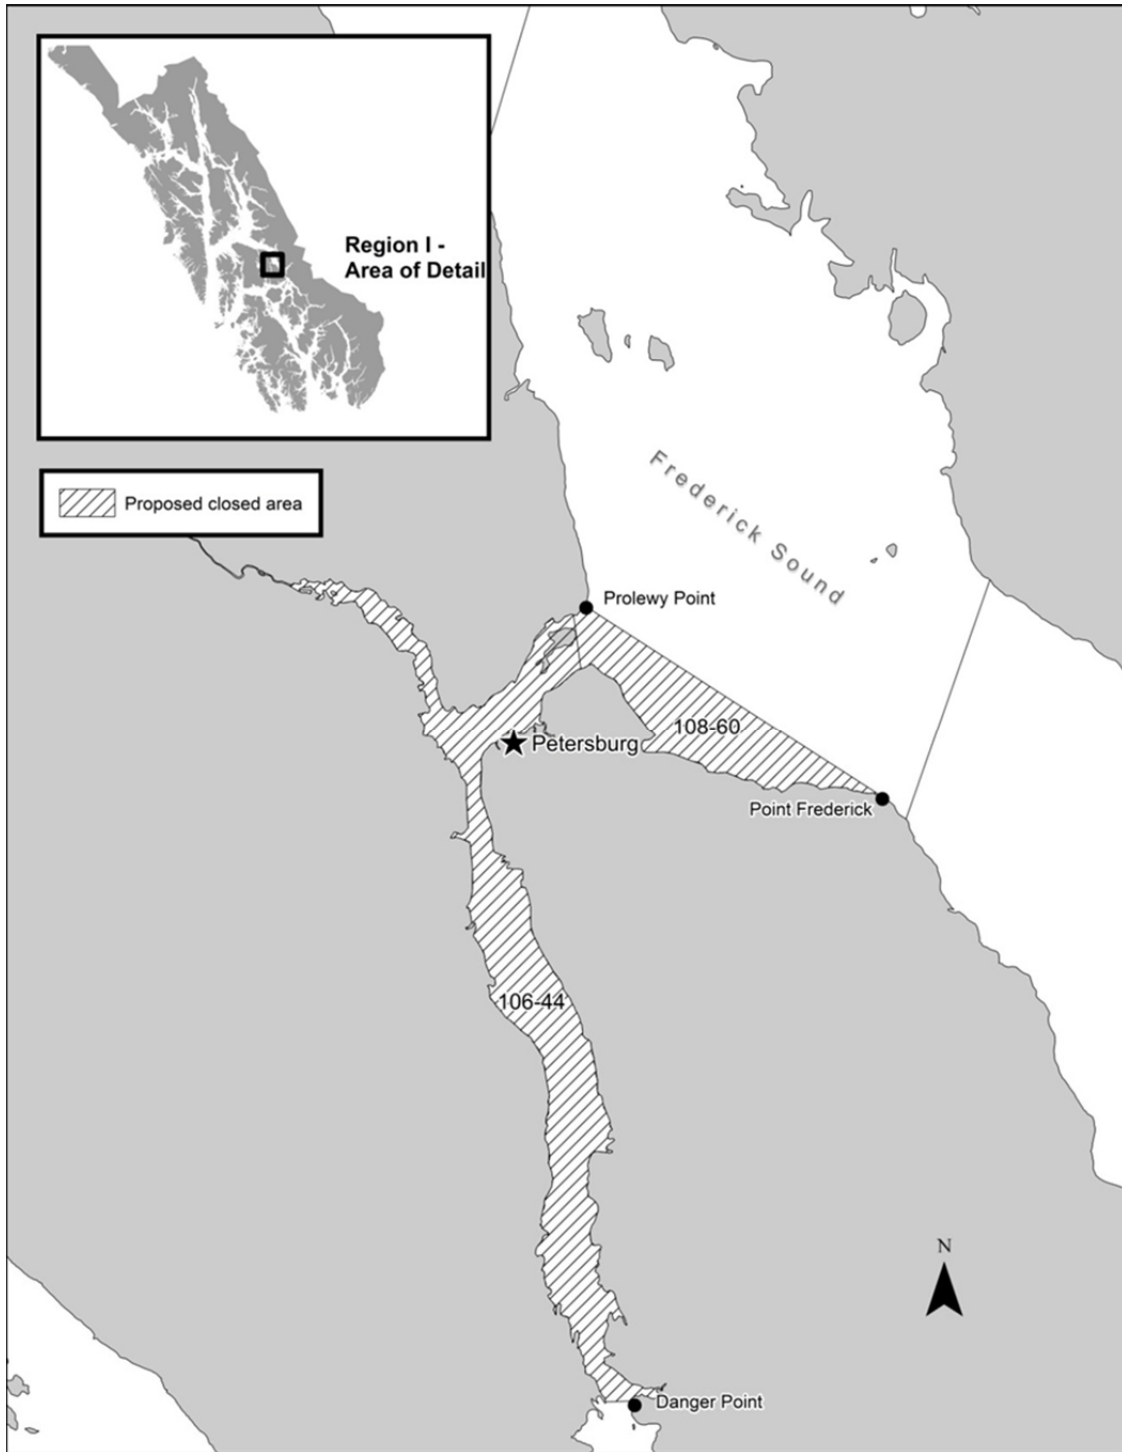 Region I -
Area of Detail
Proposed closed area
Frederick Sound
Prolewy Point
108-60
Petersburg
Point Frederick
106-44
N
Danger Point